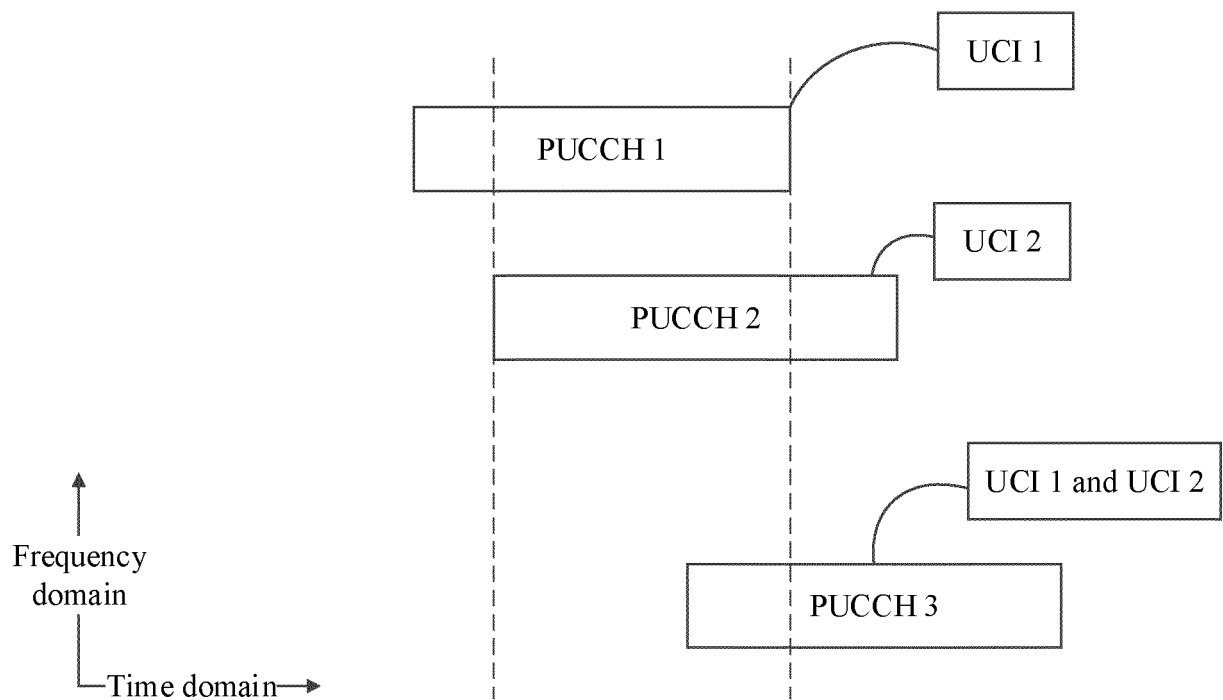 UCI 1
PUCCH 1
UCI 2
PUCCH 2
UCI 1 and UCI 2
PUCCH 3
Frequency
domain
Time domain